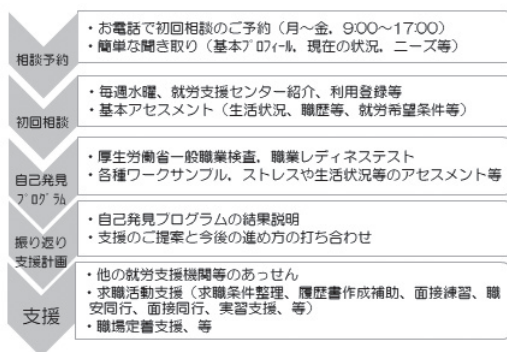 相談予約
・お電話で初回相談のご予約（月～金，9:00～17:00）
・簡単な聞き取り（基本プロフィール，現在の状況，ニーズ等）
初回相談
・毎週水曜、就労支援センター紹介、利用登録等
・基本アセスメント（生活状況、職歴等、就労希望条件等）
自己発見
プログラム
・厚生労働省一般職業検査，職業レディネステスト
・各種ワークサンプル，ストレスや生活状況等のアセスメント等
振り返り
支援計画
・自己発見プログラムの結果説明
・支援のご提案と今後の進め方の打ち合わせ
支援
・他の就労支援機関等のあっせん
・求職活動支援（求職条件整理、履歴書作成補助、面接練習、職
安同行、面接同行、実習支援、等）
・職場定着支援、等